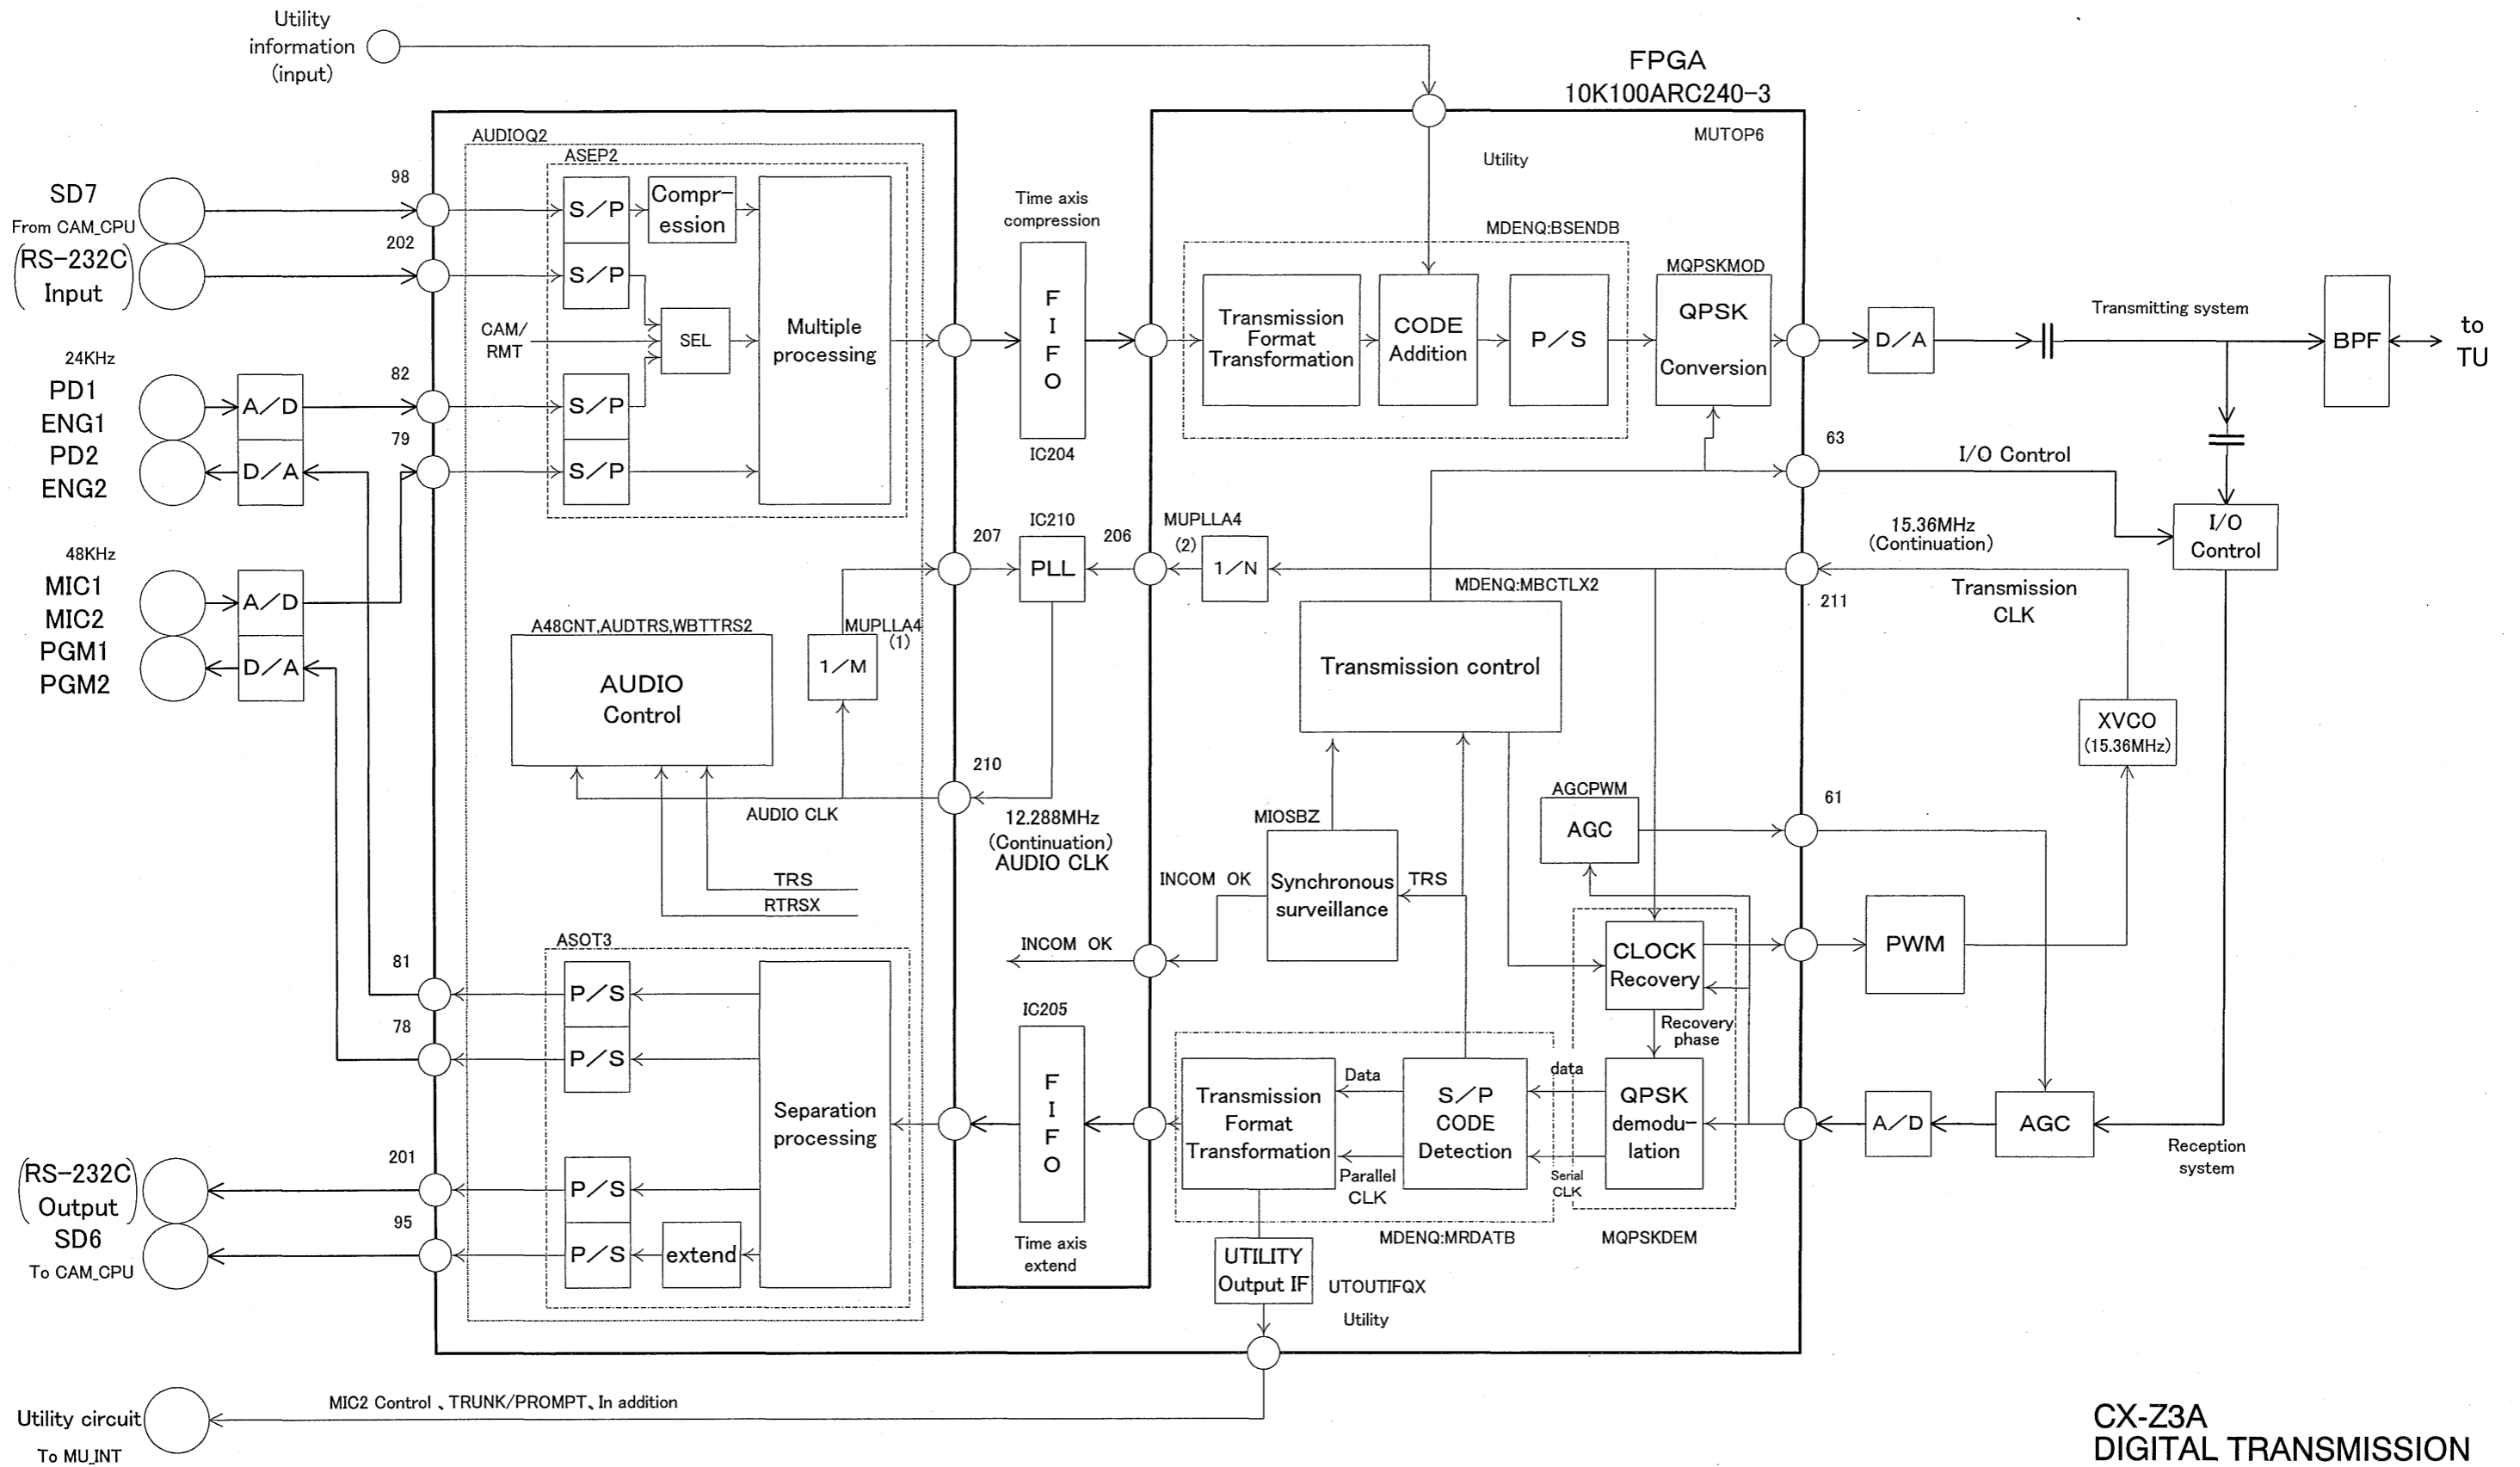 Utility
information
(input)
FPGA
10K100ARC240-3
MUTOP6
AUDIOQ2
ASEP2
SD7
From CAM_CPU
98
S/P
Compr-
ession
(RS-232C)
Input
202
S/P
CAM/
RMT
SEL
Multiple
processing
24KHz
PD1
ENG1
A/D
82
S/P
PD2
ENG2
D/A
79
S/P
48KHz
MIC1
MIC2
A/D
PGM1
PGM2
D/A
Time axis
compression
FIFO
IC204
Utility
MDENQ:BSENDB
Transmission
Format
Transformation
CODE
Addition
P/S
MQPSKMOD
QPSK
Conversion
D/A
Transmitting system
BPF
to
TU
63
I/O Control
I/O
Control
IC210
207
PLL
206
MUPLLA4
(2)
1/N
15.36MHz
(Continuation)
211
Transmission
CLK
MDENQ:MBCTLX2
Transmission control
XVCO
(15.36MHz)
A48CNT,AUDTRS,WBTTRS2
AUDIO
Control
MUPLLA4
(1)
1/M
210
AUDIO CLK
12.288MHz
(Continuation)
AUDIO CLK
TRS
RTRSX
AGCPWM
AGC
61
MIOSBZ
INCOM OK
Synchronous
surveillance
TRS
INCOM OK
CLOCK
Recovery
PWM
Recovery
phase
ASOT3
81
P/S
78
P/S
Separation
processing
IC205
FIFO
Time axis
extend
Transmission
Format
Transformation
Data
Parallel
CLK
S/P
CODE
Detection
data
Serial
CLK
QPSK
demodu-
lation
A/D
AGC
Reception
system
(RS-232C)
Output
201
P/S
SD6
To CAM_CPU
95
P/S
extend
MDENQ:MRDATB
MQPSKDEM
UTILITY
Output IF
UTOUTIFQX
Utility
Utility circuit
To MU_INT
MIC2 Control 、TRUNK/PROMPT、In addition
CX-Z3A
DIGITAL TRANSMISSION